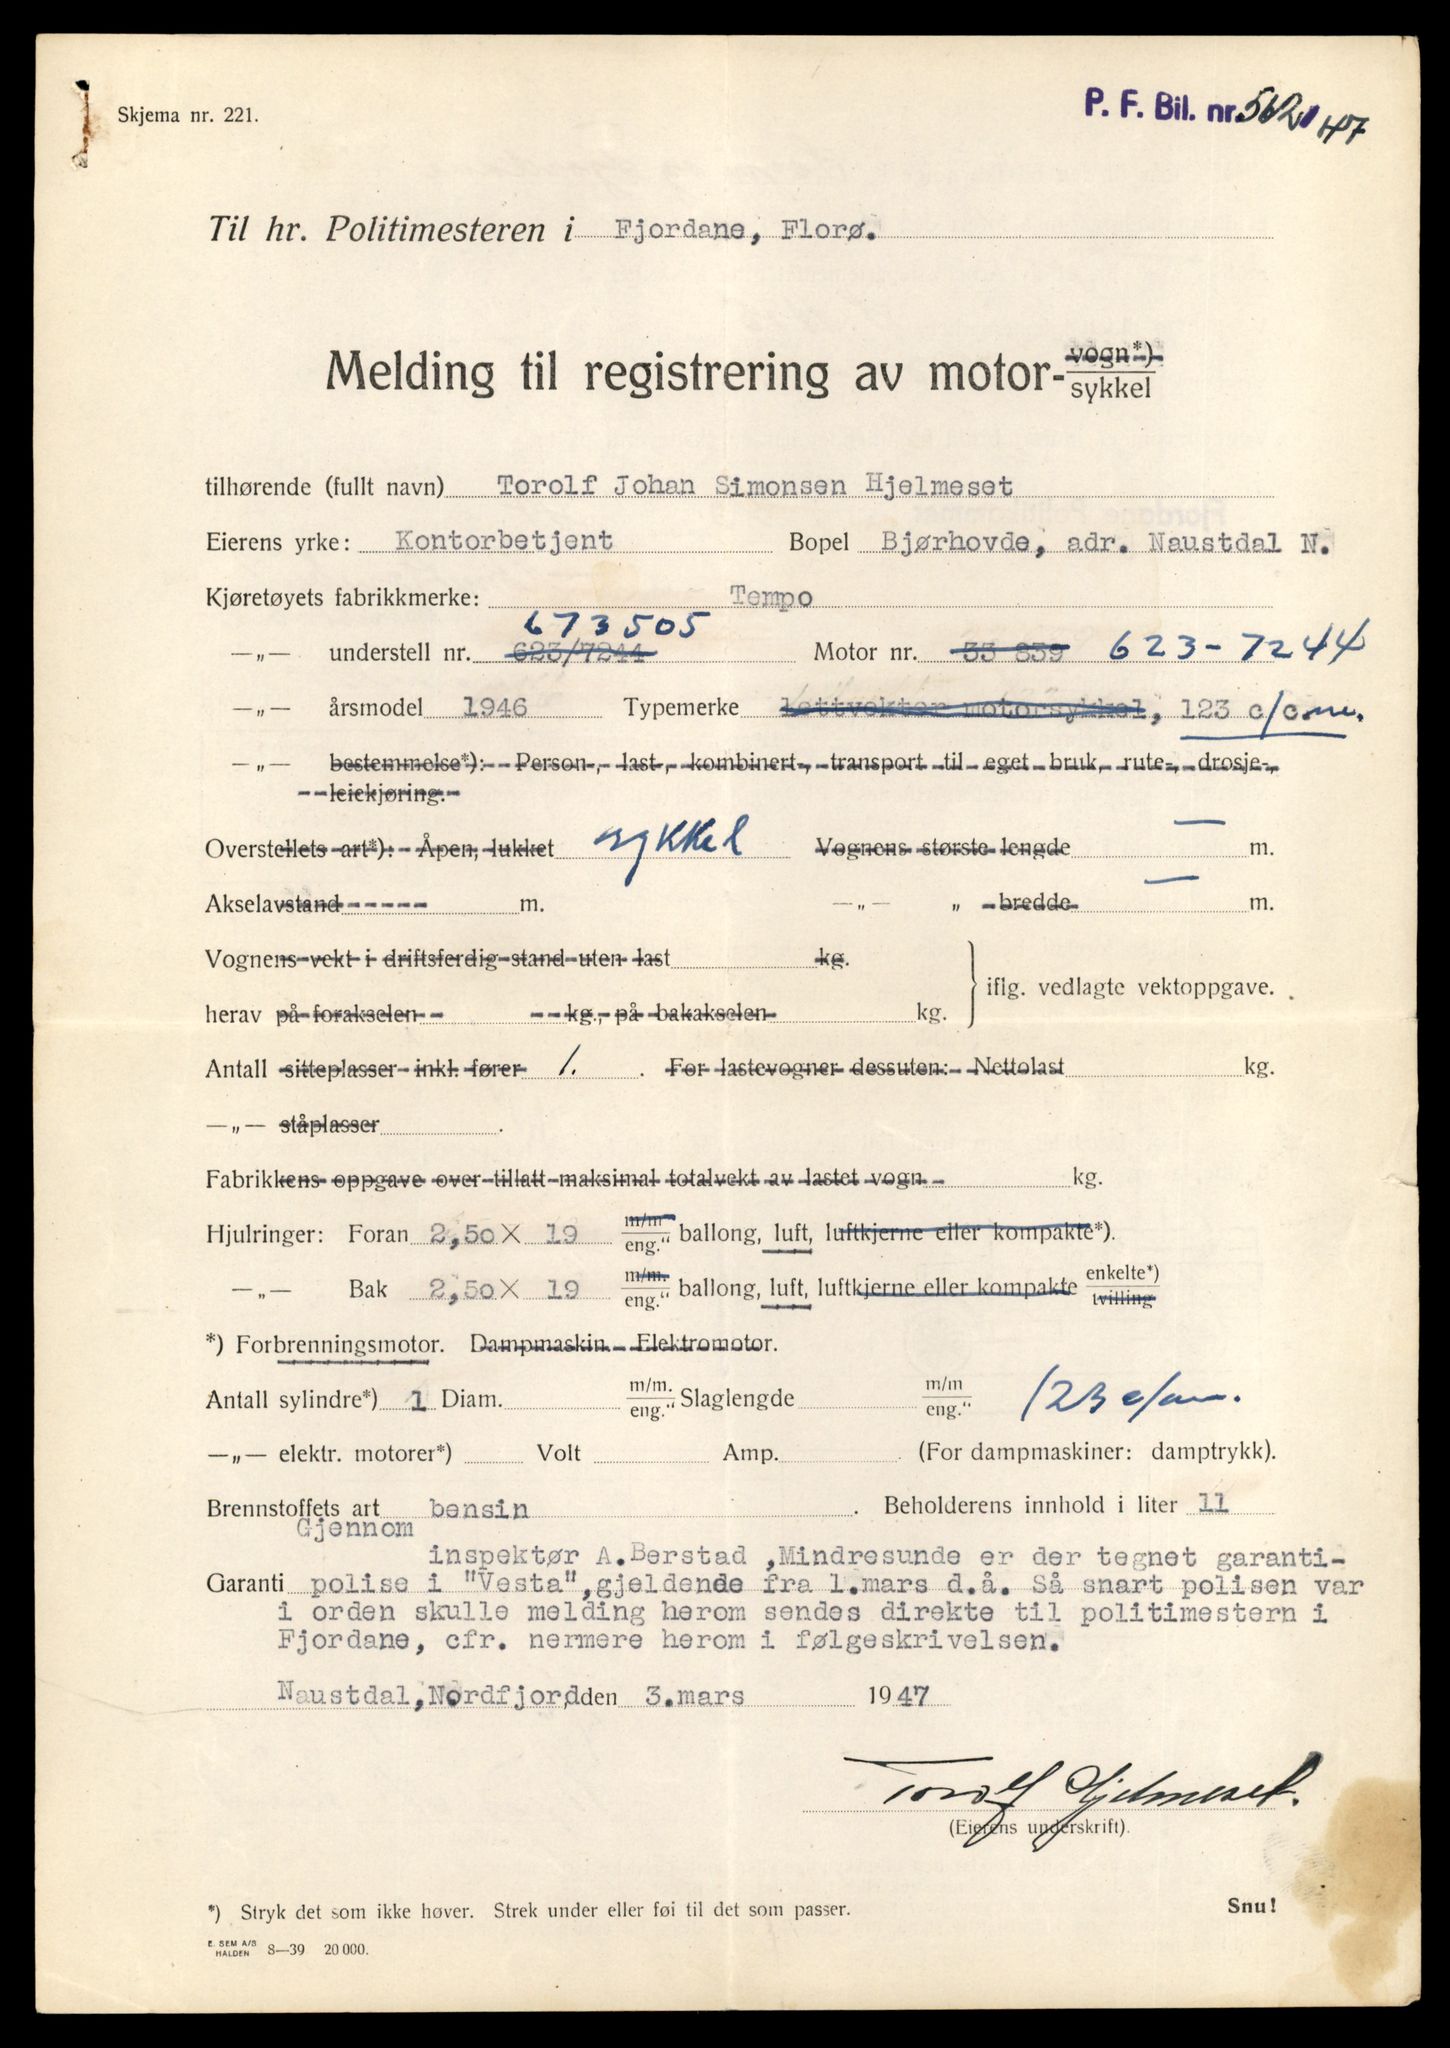 Skjema nr. 221.
P. F. Bil. nr. 562/47
Til hr. Politimesteren i Fjordane, Florø.
Melding til registrering av motor-vogn*)
sykkel
tilhørende (fullt navn) Torolf Johan Simonsen Hjelmeset
Eierens yrke: Kontorbetjent Bopel Bjørhovde, adr. Naustdal N.
Kjøretøyets fabrikkmerke: Tempo
673505
—„— understell nr. 623/7244 Motor nr. 33 839 623-7244
—„— årsmodel 1946 Typemerke Lettvekter motorsykkel, 123 c/cm.
—„— bestemmelse*): Person-, last-, kombinert-, transport til eget bruk, rute-, drosje-,
leiekjøring.
Overstellets art*): Åpen, lukket sykkel Vognens største lengde — m.
Akselavstand m. —„— „ bredde — m.
Vognens vekt i driftsferdig stand uten last kg.
iflg. vedlagte vektoppgave.
herav på forakselen kg., på bakakselen kg.
Antall sitteplasser inkl. fører 1. . For lastevogner dessuten: Nettolast kg.
—„— ståplasser .
Fabrikkens oppgave over tillatt maksimal totalvekt av lastet vogn kg.
Hjulringer: Foran 2,50 X 19 m/m eng.“ ballong, luft, luftkjerne eller kompakte*).
—„— Bak 2,50 X 19 m/m. eng.“ ballong, luft, luftkjerne eller kompakte enkelte*) tvilling
*) Forbrenningsmotor. Dampmaskin. Elektromotor.
Antall sylindre*) 1 Diam. m/m. eng.“ Slaglengde m/m eng.“ 123 c/cm.
—„— elektr. motorer*) Volt Amp. . (For dampmaskiner: damptrykk).
Brennstoffets art bensin . Beholderens innhold i liter 11
Gjennom
inspektør A.Berstad ,Mindresunde er der tegnet garanti-
Garanti polise i "Vesta",gjeldende fra 1.mars d.å. Så snart polisen var
i orden skulle melding herom sendes direkte til politimestern i
Fjordane, cfr. nermere herom i følgeskrivelsen.
Naustdal,Nordfjord,den 3.mars 1947
Torolf Hjelmeset.
(Eierens underskrift).
*) Stryk det som ikke høver. Strek under eller føi til det som passer.
Snu!
E. SEM A/S
HALDEN 8—39 20 000.